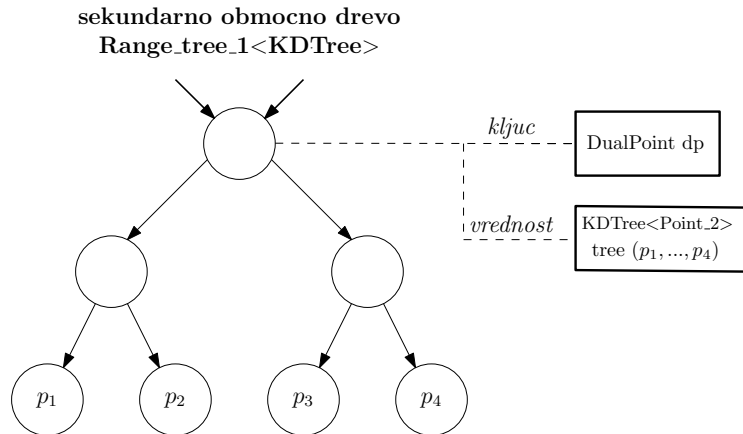 sekundarno obmocno drevo
Range_tree_1<KDTree>
kljuc
DualPoint dp
vrednost
KDTree<Point_2>
tree (p₁, ..., p₄)
p₁
p₂
p₃
p₄